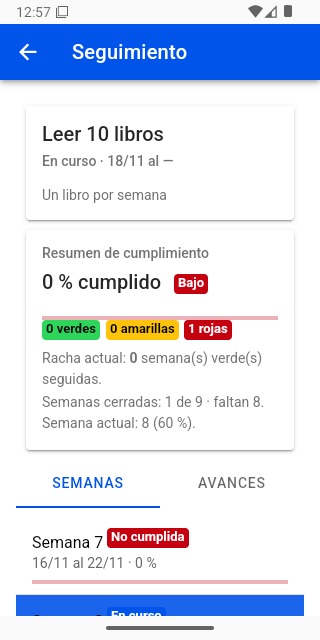 12:57
Seguimiento
Leer 10 libros
En curso · 18/11 al —
Un libro por semana
Resumen de cumplimiento
0 % cumplido Bajo
0 verdes 0 amarillas 1 rojas
Racha actual: 0 semana(s) verde(s)
seguidas.
Semanas cerradas: 1 de 9 · faltan 8.
Semana actual: 8 (60 %).
SEMANAS AVANCES
Semana 7 No cumplida
16/11 al 22/11 · 0 %
En curso